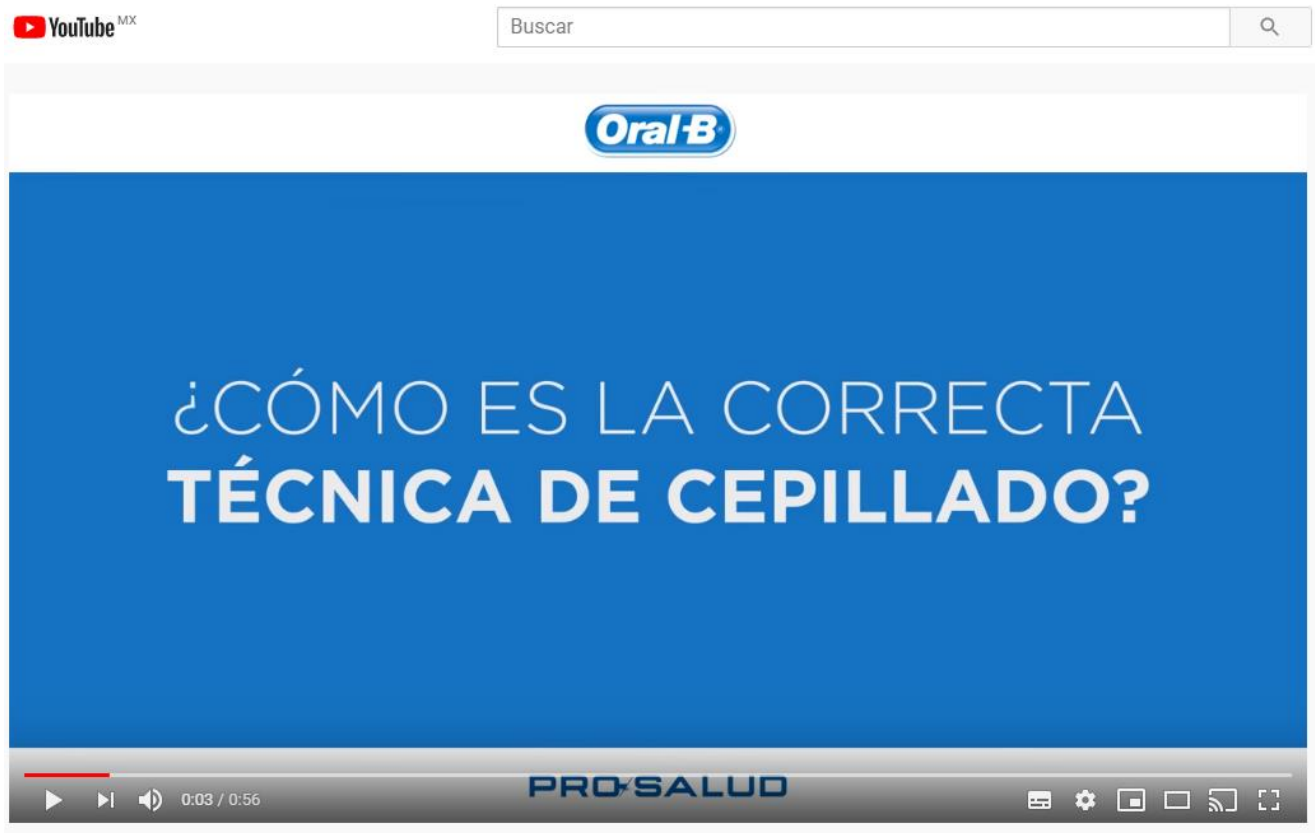 YouTube MX
Buscar
Oral-B
¿CÓMO ES LA CORRECTA
TÉCNICA DE CEPILLADO?
PRO-SALUD
0:03 / 0:56